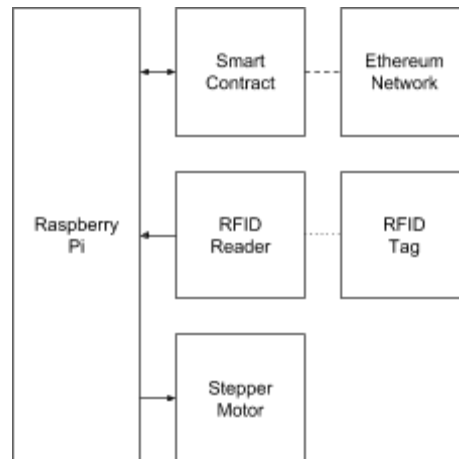 Smart
Contract
Ethereum
Network
Raspberry
Pi
RFID
Reader
RFID
Tag
Stepper
Motor